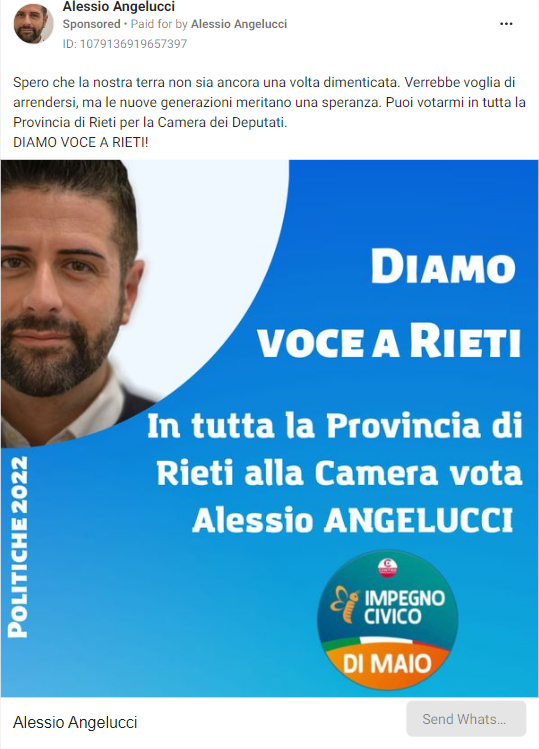 Alessio Angelucci
Sponsored • Paid for by Alessio Angelucci
ID: 1079136919657397
Spero che la nostra terra non sia ancora una volta dimenticata. Verrebbe voglia di
arrendersi, ma le nuove generazioni meritano una speranza. Puoi votarmi in tutta la
Provincia di Rieti per la Camera dei Deputati.
DIAMO VOCE A RIETI!
DIAMO
VOCE A RIETI
In tutta la Provincia di
Rieti alla Camera vota
Alessio ANGELUCCI
POLITICHE 2022
IMPEGNO
CIVICO
DI MAIO
Alessio Angelucci
Send Whats...